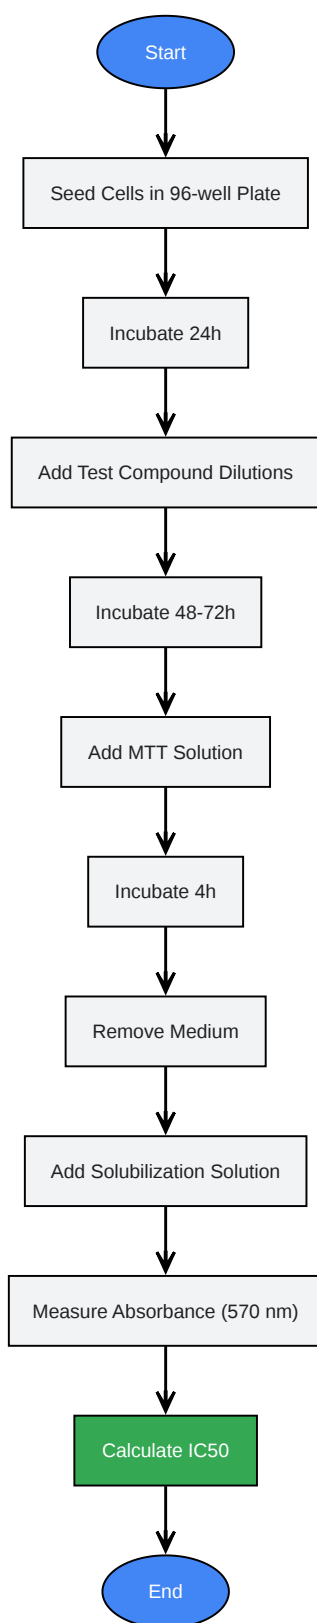 Start
Seed Cells in 96-well Plate
Incubate 24h
Add Test Compound Dilutions
Incubate 48-72h
Add MTT Solution
Incubate 4h
Remove Medium
Add Solubilization Solution
Measure Absorbance (570 nm)
Calculate IC50
End